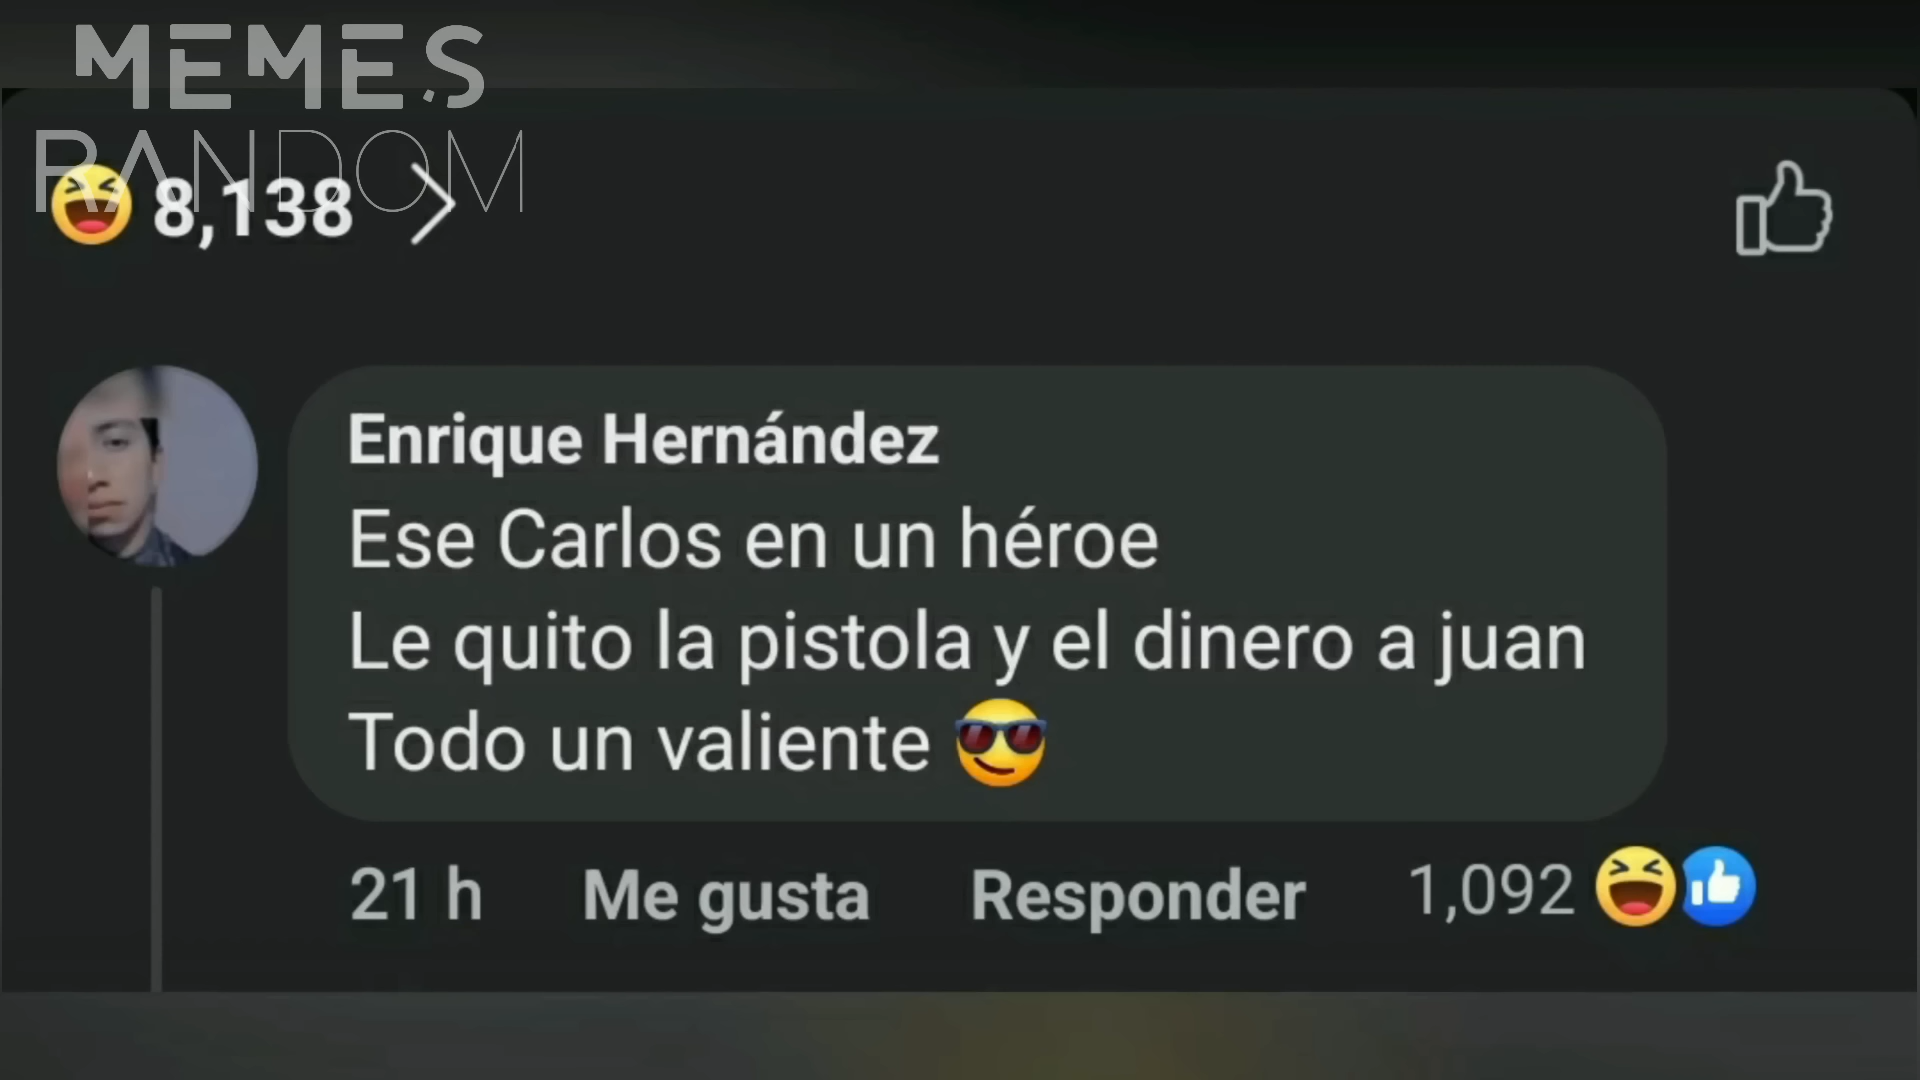 MEMES
RANDOM
8,138
Enrique Hernández
Ese Carlos en un héroe
Le quito la pistola y el dinero a juan
Todo un valiente 😎
21 h Me gusta Responder 1,092